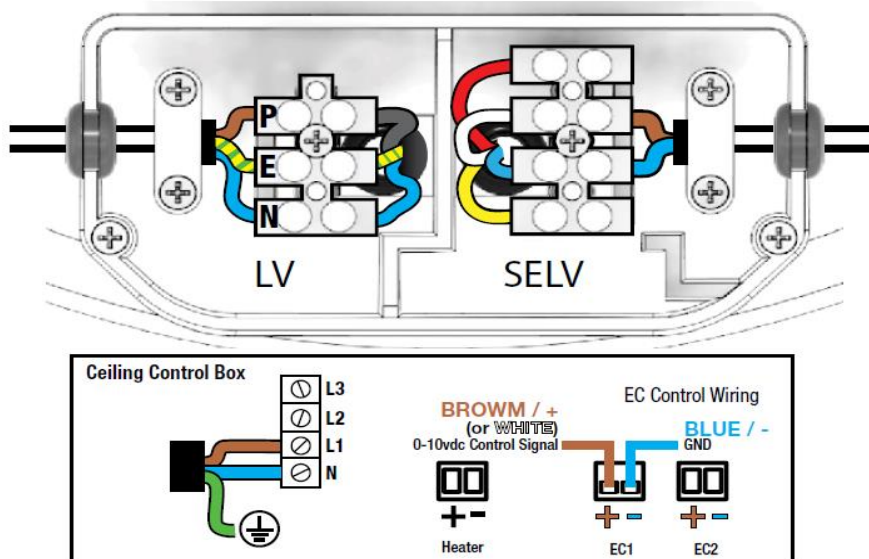 P
E
N
LV
SELV
Ceiling Control Box
L3
L2
L1
N
EC Control Wiring
BROWM / +
(or WHITE)
BLUE / -
0-10vdc Control Signal
GND
+ -
+ -
+ -
Heater
EC1
EC2